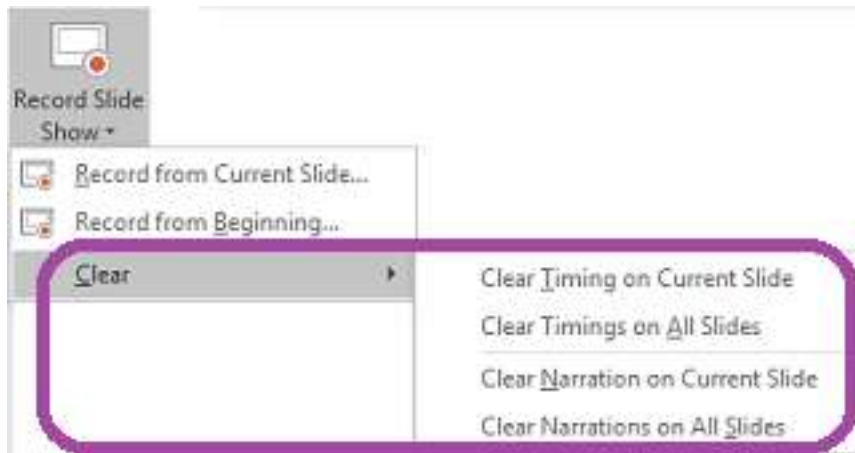 Record Slide
Show
Record from Current Slide...
Record from Beginning...
Clear
Clear Timing on Current Slide
Clear Timings on All Slides
Clear Narration on Current Slide
Clear Narrations on All Slides